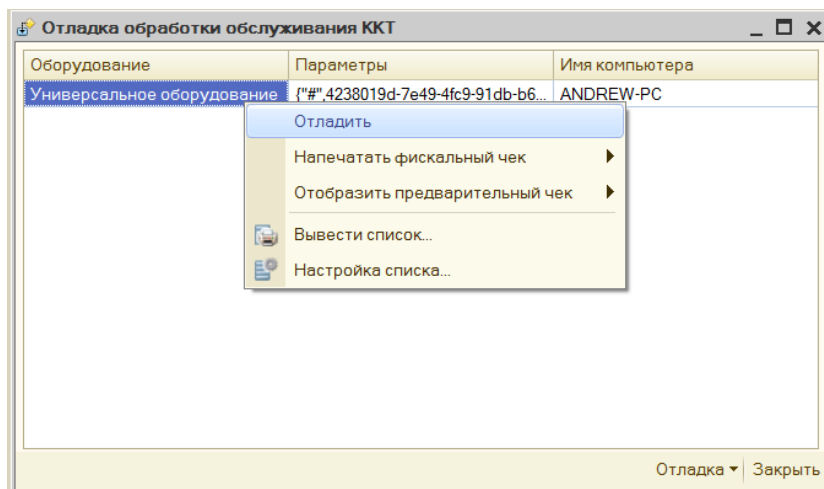 Отладка обработки обслуживания ККТ
Оборудование Параметры Имя компьютера
Универсальное оборудование {"#",4238019d-7e49-4fc9-91db-b6... ANDREW-PC
Отладить
Напечатать фискальный чек
Отобразить предварительный чек
Вывести список...
Настройка списка...
Отладка Закрыть